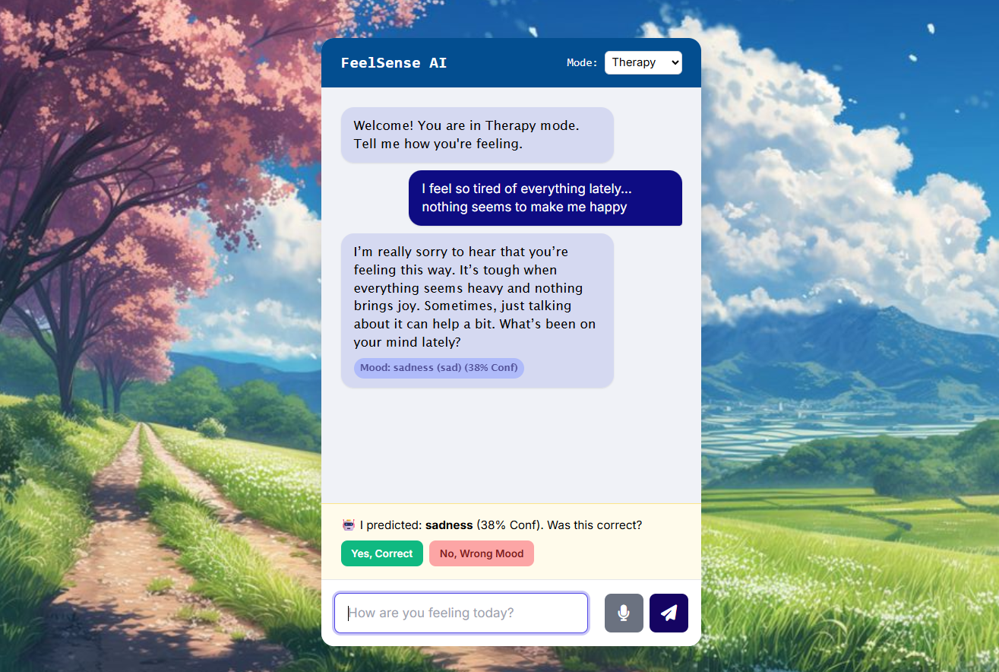 FeelSense AI
Mode: Therapy
Welcome! You are in Therapy mode.
Tell me how you're feeling.
I feel so tired of everything lately...
nothing seems to make me happy
I’m really sorry to hear that you’re
feeling this way. It’s tough when
everything seems heavy and nothing
brings joy. Sometimes, just talking
about it can help a bit. What’s been on
your mind lately?
Mood: sadness (sad) (38% Conf)
🤖 I predicted: sadness (38% Conf). Was this correct?
Yes, Correct
No, Wrong Mood
How are you feeling today?